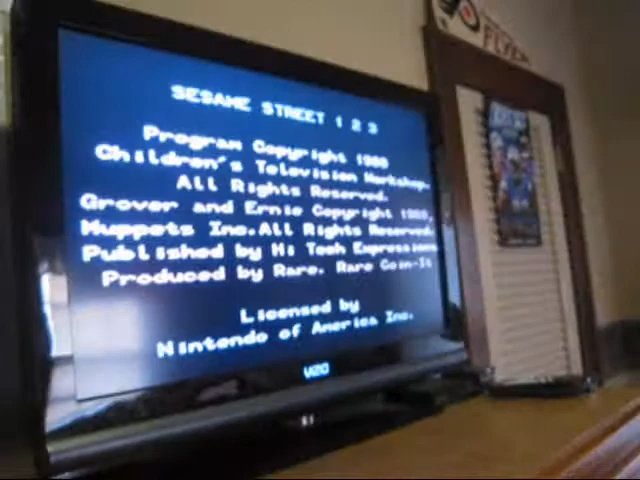 SESAME STREET 1 2 3
Program Copyright 1988
Children's Television Workshop.
All Rights Reserved.
Grover and Ernie Copyright 1988,
Muppets Inc. All Rights Reserved.
Published by Hi Tech Expressions
Produced by Rare. Rare Coin-It
Licensed by
Nintendo of America Inc.
VIZIO
FLYER